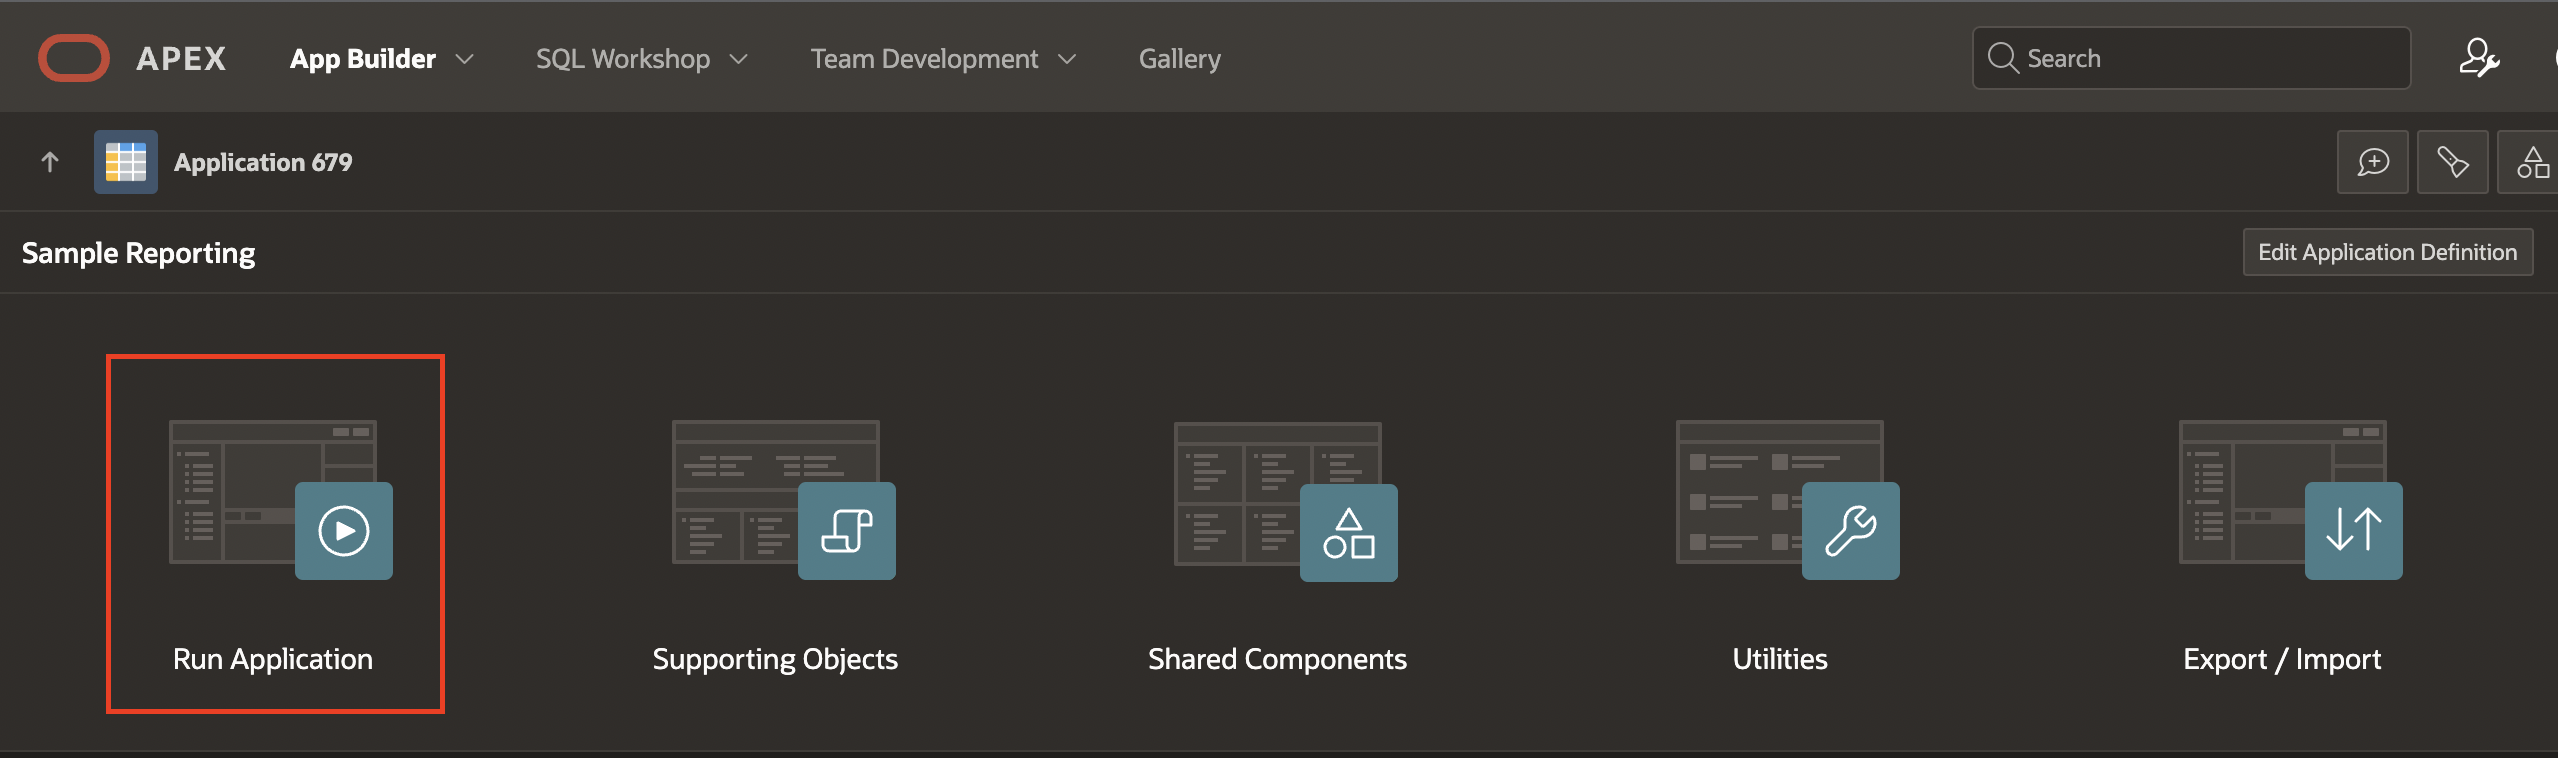 APEX App Builder SQL Workshop Team Development Gallery Search
Application 679
Sample Reporting Edit Application Definition
Run Application Supporting Objects Shared Components Utilities Export / Import